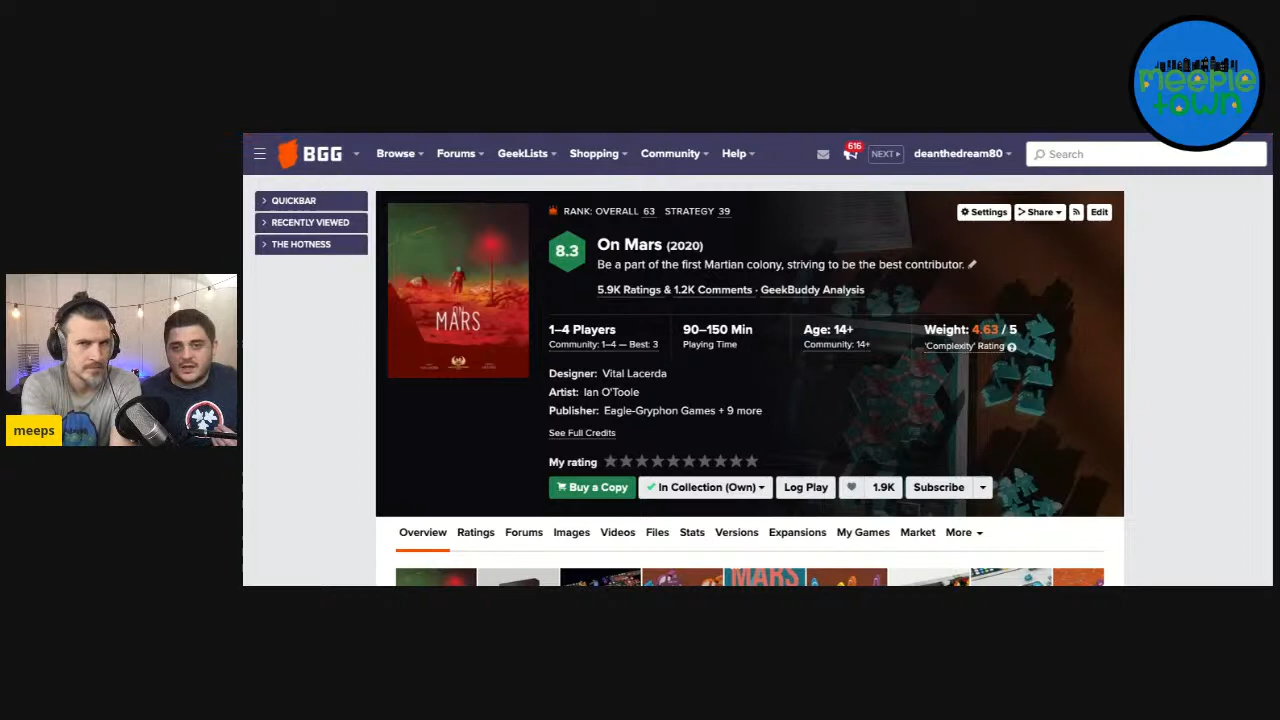 meeple
town
BGG
Browse
Forums
GeekLists
Shopping
Community
Help
616
NEXT
deanthedream80
Search
QUICKBAR
RECENTLY VIEWED
THE HOTNESS
RANK: OVERALL 63 STRATEGY 39
Settings
Share
Edit
8.3
On Mars (2020)
Be a part of the first Martian colony, striving to be the best contributor.
5.9K Ratings & 1.2K Comments · GeekBuddy Analysis
ON
MARS
1–4 Players
Community: 1–4 — Best: 3
90–150 Min
Playing Time
Age: 14+
Community: 14+
Weight: 4.63 / 5
'Complexity' Rating
Designer: Vital Lacerda
Artist: Ian O'Toole
Publisher: Eagle-Gryphon Games + 9 more
See Full Credits
My rating
Buy a Copy
In Collection (Own)
Log Play
1.9K
Subscribe
meeps
Overview Ratings Forums Images Videos Files Stats Versions Expansions My Games Market More
MARS